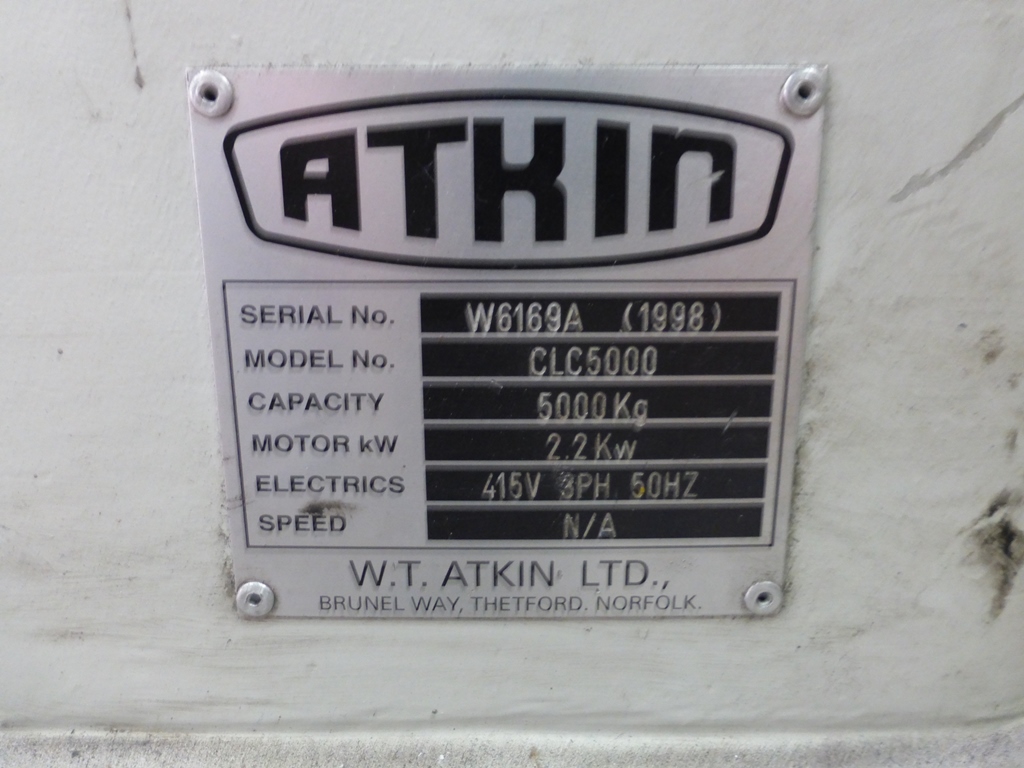 ATKIN
SERIAL No. W6169A (1998)
MODEL No. CLC5000
CAPACITY 5000Kg
MOTOR kW 2.2Kw
ELECTRICS 415V 3PH 50HZ
SPEED N/A
W.T. ATKIN LTD.,
BRUNEL WAY, THETFORD. NORFOLK.